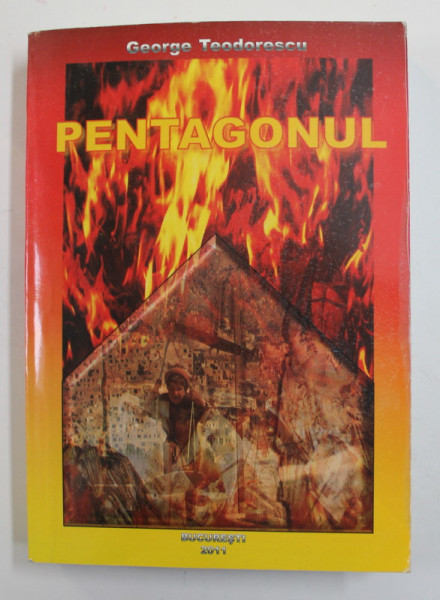 George Teodorescu
PENTAGONUL
BUCUREȘTI
2011